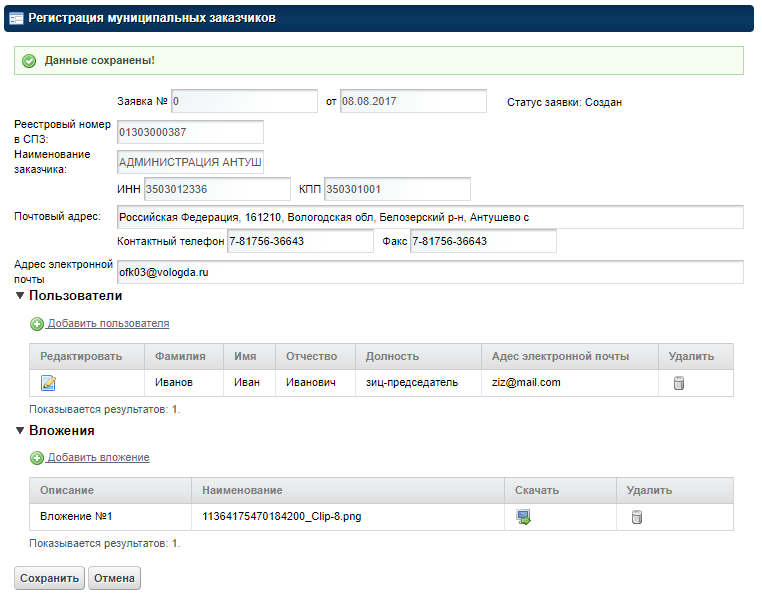 Регистрация муниципальных заказчиков
Данные сохранены!
Заявка № 0 от 08.08.2017 Статус заявки: Создан
Реестровый номер в СПЗ: 01303000387
Наименование заказчика: АДМИНИСТРАЦИЯ АНТУШ
ИНН 3503012336 КПП 350301001
Почтовый адрес: Российская Федерация, 161210, Вологодская обл, Белозерский р-н, Антушево с
Контактный телефон 7-81756-36643 Факс 7-81756-36643
Адрес электронной почты ofk03@vologda.ru
Пользователи
Добавить пользователя
Редактировать Фамилия Имя Отчество Долность Адес электронной почты Удалить
Иванов Иван Иванович зиц-председатель ziz@mail.com
Показывается результатов: 1.
Вложения
Добавить вложение
Описание Наименование Скачать Удалить
Вложение №1 11364175470184200_Clip-8.png
Показывается результатов: 1.
Сохранить Отмена